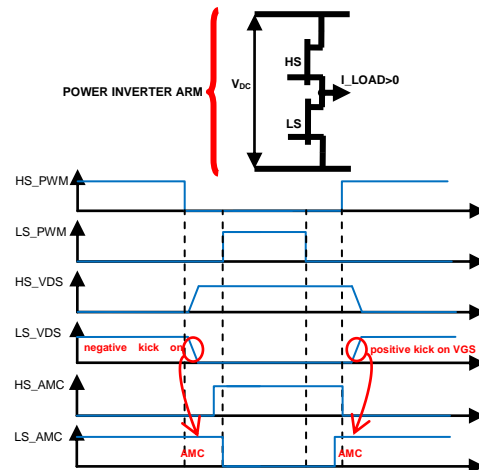 HS
V_DC
POWER INVERTER ARM
I_LOAD>0
LS
HS_PWM
LS_PWM
HS_VDS
LS_VDS
negative kick on
positive kick on VGS
HS_AMC
LS_AMC
AMC
AMC